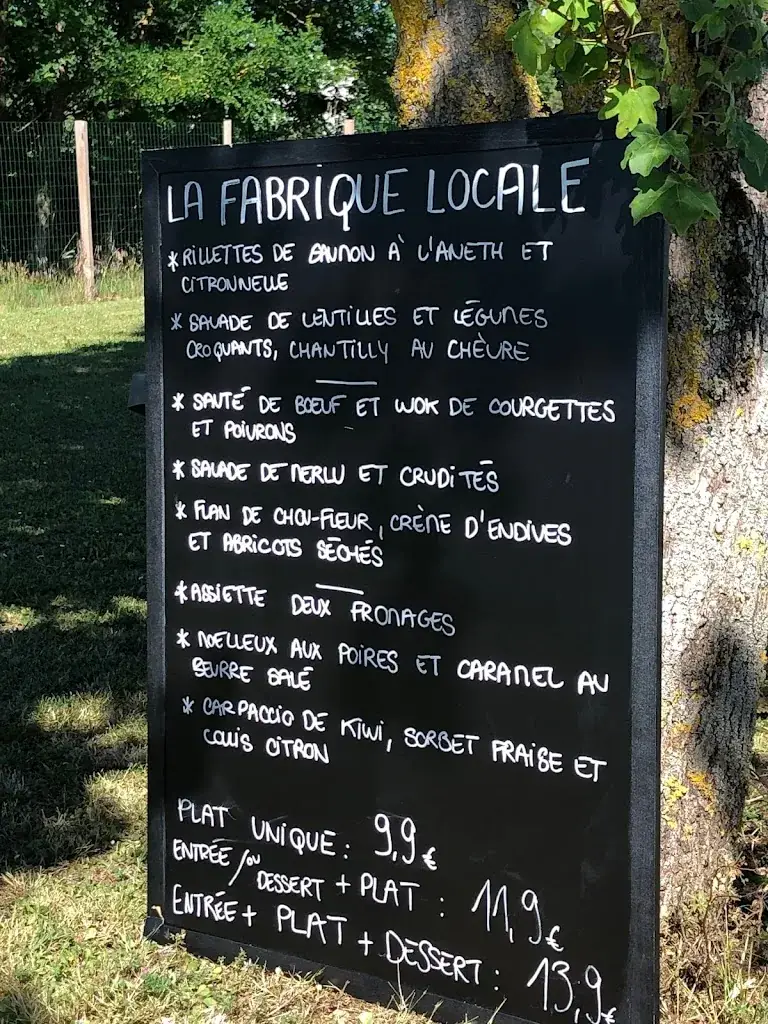 LA FABRIQUE LOCALE
* RILLETTES DE SAUMON À L'ANETH ET
CITRONNELLE
* SALADE DE LENTILLES ET LÉGUMES
CROQUANTS, CHANTILLY AU CHÈVRE
* SAUTÉ DE BOEUF ET WOK DE COURGETTES
ET POIVRONS
* SALADE DE MERLU ET CRUDITÉS
* FLAN DE CHOU-FLEUR, CRÈME D'ENDIVES
ET ABRICOTS SÉCHÉS
* ASSIETTE DEUX FROMAGES
* MOELLEUX AUX POIRES ET CARAMEL AU
BEURRE SALÉ
* CARPACCIO DE KIWI, SORBET FRAISE ET
COULIS CITRON
PLAT UNIQUE : 9,9€
ENTRÉE / OU DESSERT + PLAT : 11,9€
ENTRÉE + PLAT + DESSERT : 13,9€